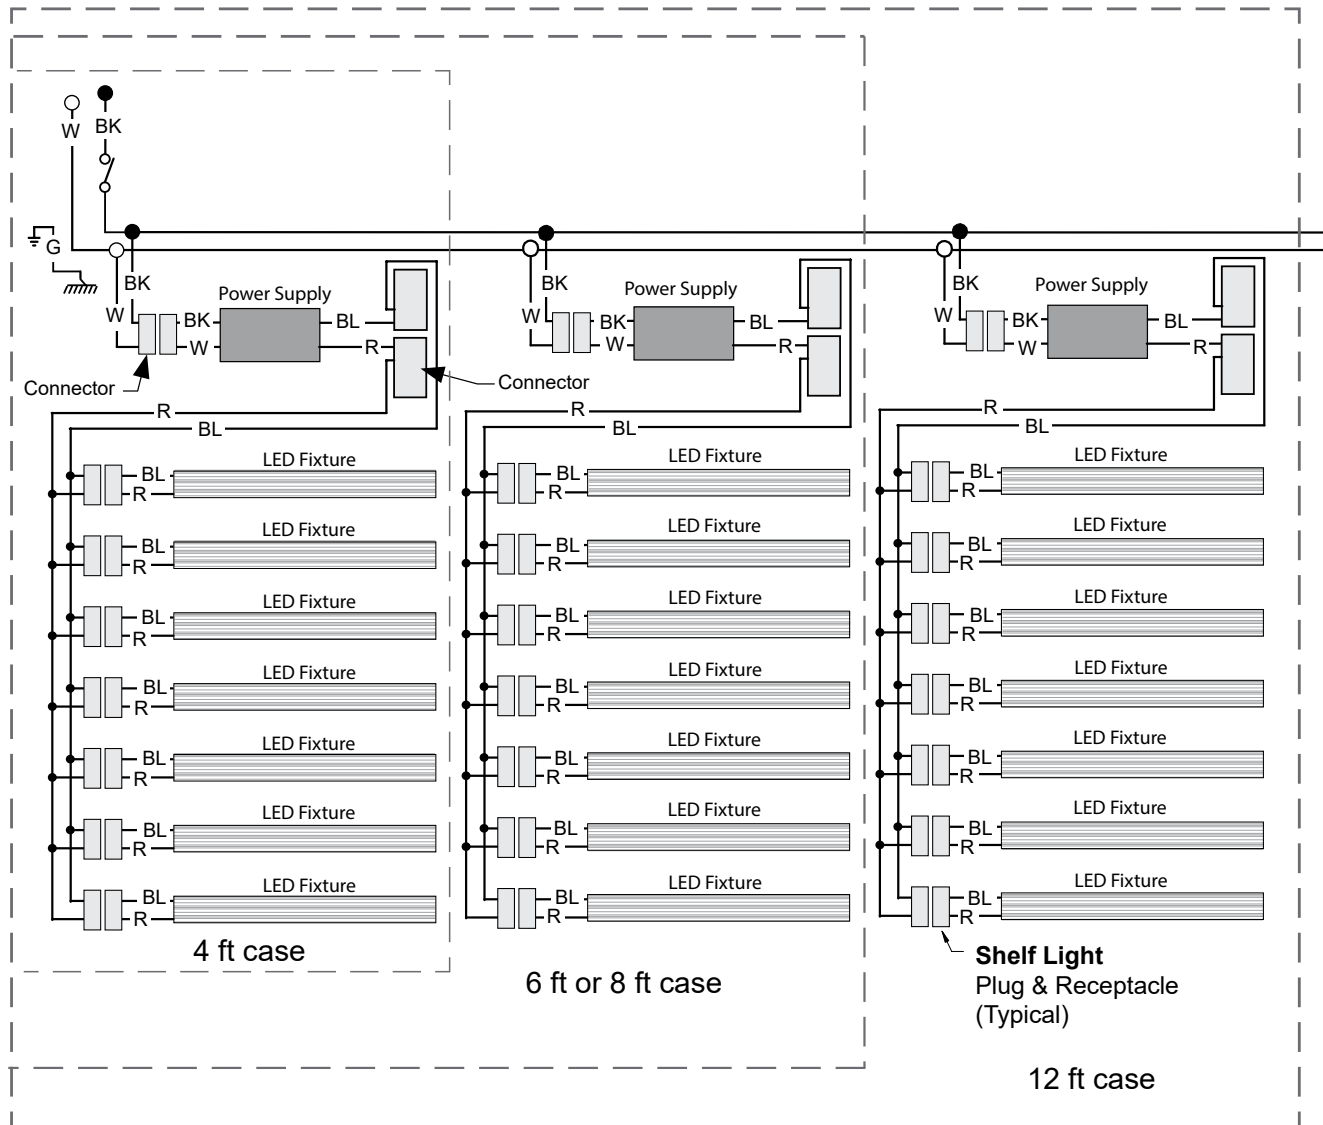 W
BK
G
BK
BK
BK
Power Supply
Power Supply
Power Supply
W
W
W
BK
BL
BK
BL
BK
BL
W
R
W
R
W
R
Connector
Connector
R
R
R
BL
BL
BL
LED Fixture
LED Fixture
LED Fixture
BL
BL
BL
R
R
R
LED Fixture
LED Fixture
LED Fixture
BL
BL
BL
R
R
R
LED Fixture
LED Fixture
LED Fixture
BL
BL
BL
R
R
R
LED Fixture
LED Fixture
LED Fixture
BL
BL
BL
R
R
R
LED Fixture
LED Fixture
LED Fixture
BL
BL
BL
R
R
R
LED Fixture
LED Fixture
LED Fixture
BL
BL
BL
R
R
R
LED Fixture
LED Fixture
LED Fixture
BL
BL
BL
R
R
R
4 ft case
6 ft or 8 ft case
Shelf Light
Plug & Receptacle
(Typical)
12 ft case